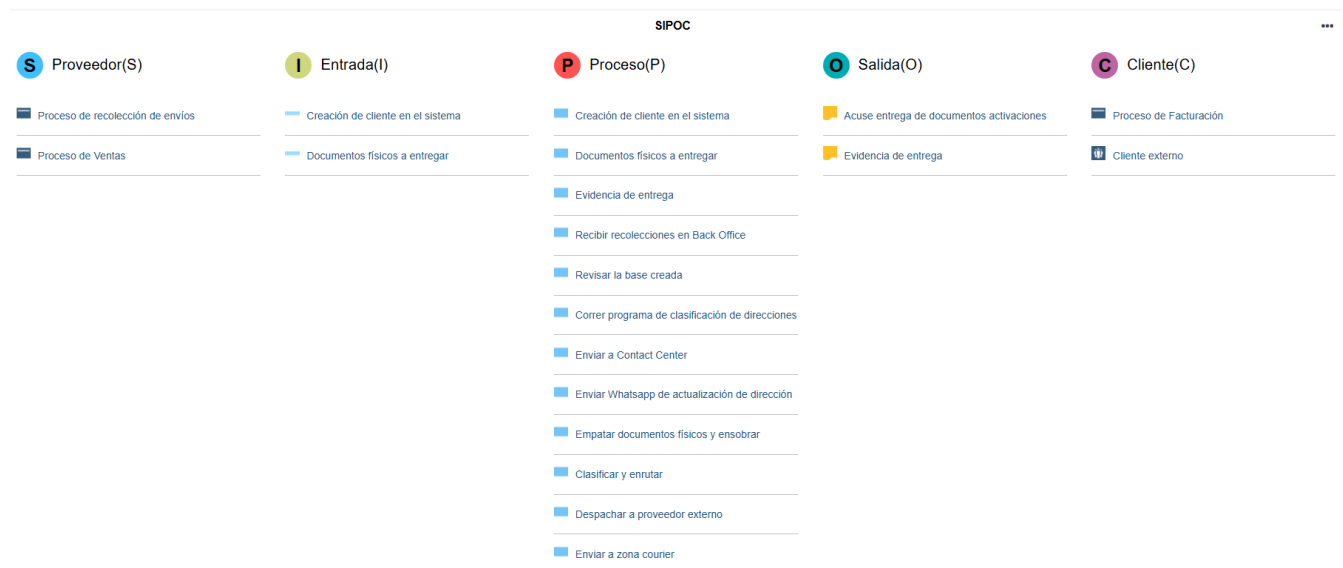 SIPOC
S Proveedor(S)
I Entrada(I)
P Proceso(P)
O Salida(O)
C Cliente(C)
Proceso de recolección de envíos
Creación de cliente en el sistema
Creación de cliente en el sistema
Acuse entrega de documentos activaciones
Proceso de Facturación
Proceso de Ventas
Documentos físicos a entregar
Documentos físicos a entregar
Evidencia de entrega
Cliente externo
Evidencia de entrega
Recibir recolecciones en Back Office
Revisar la base creada
Correr programa de clasificación de direcciones
Enviar a Contact Center
Enviar Whatsapp de actualización de dirección
Empatar documentos físicos y ensobrar
Clasificar y enrutar
Despachar a proveedor externo
Enviar a zona courier